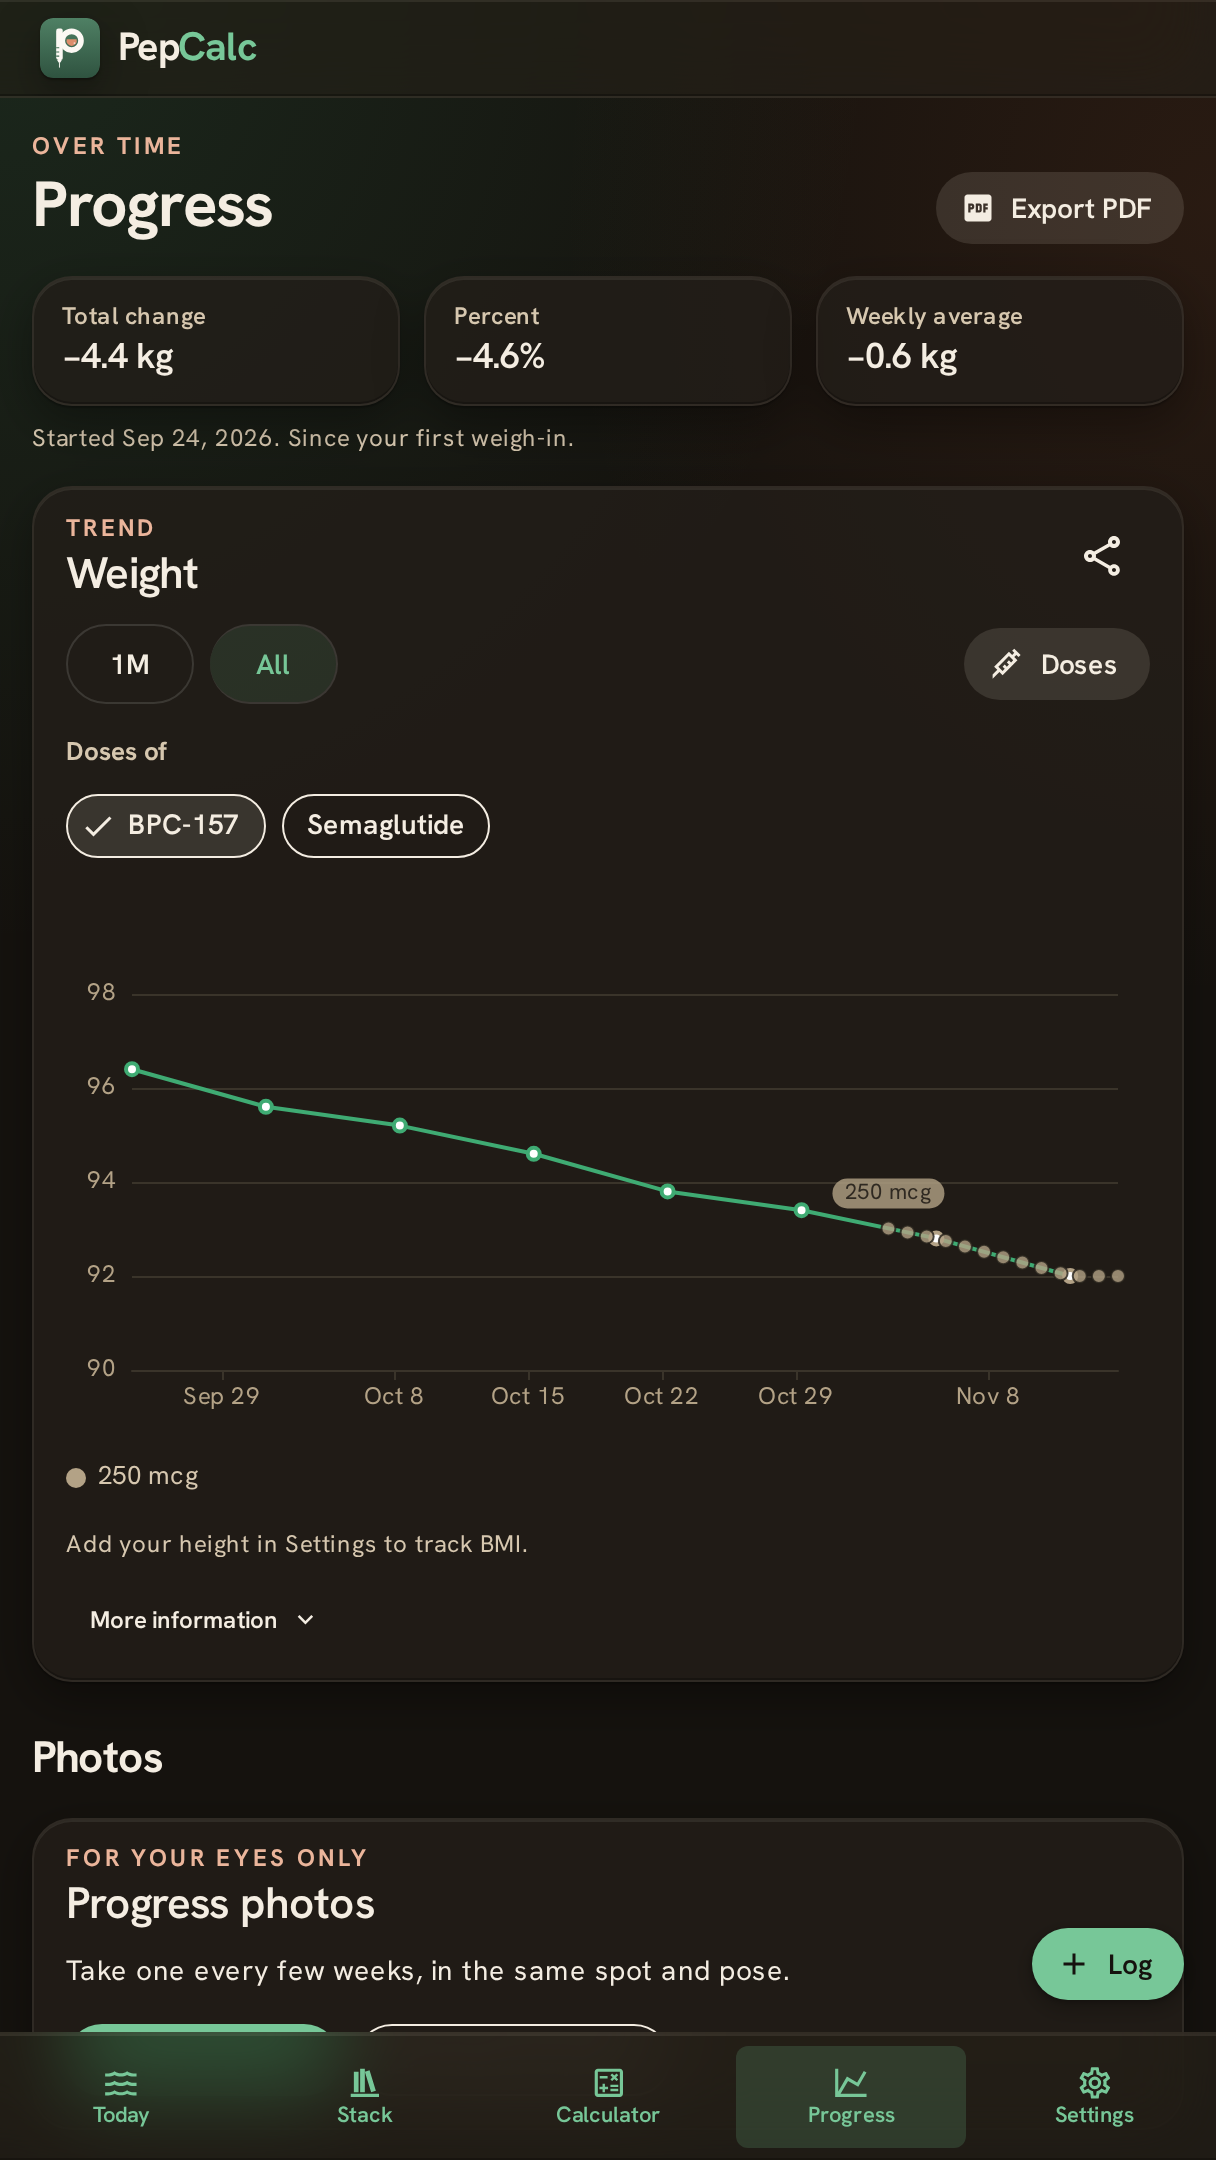 PepCalc
OVER TIME
Progress
Export PDF
Total change
−4.4 kg
Percent
−4.6%
Weekly average
−0.6 kg
Started Sep 24, 2026. Since your first weigh-in.
TREND
Weight
1M
All
Doses
Doses of
BPC-157
Semaglutide
98
96
94
250 mcg
92
90
Sep 29
Oct 8
Oct 15
Oct 22
Oct 29
Nov 8
250 mcg
Add your height in Settings to track BMI.
More information
Photos
FOR YOUR EYES ONLY
Progress photos
Take one every few weeks, in the same spot and pose.
Log
Today
Stack
Calculator
Progress
Settings